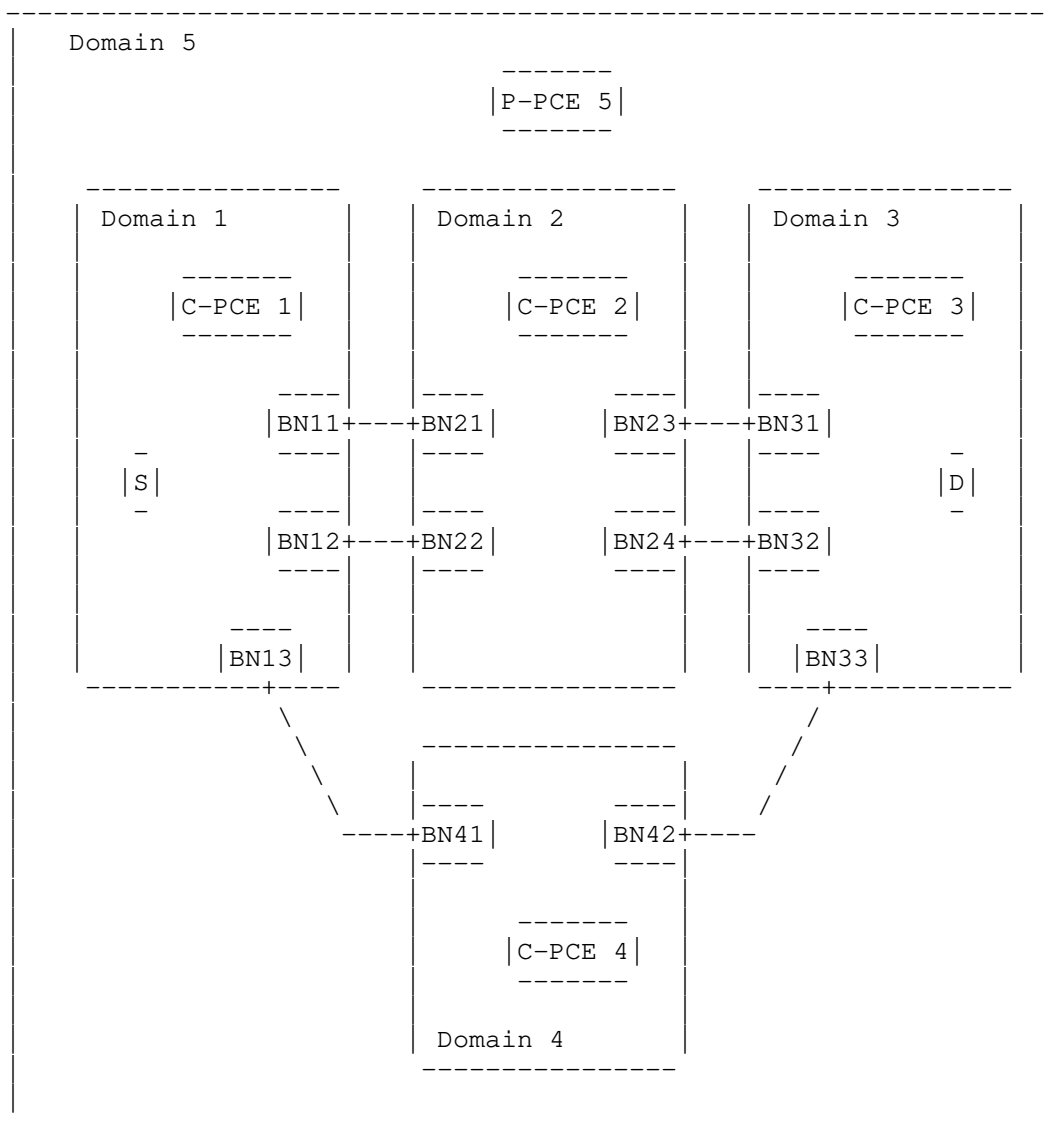 Domain 5
P-PCE 5
Domain 1 Domain 2 Domain 3
C-PCE 1 C-PCE 2 C-PCE 3
BN11 BN21 BN23 BN31
S D
BN12 BN22 BN24 BN32
BN13 BN33
BN41 BN42
C-PCE 4
Domain 4